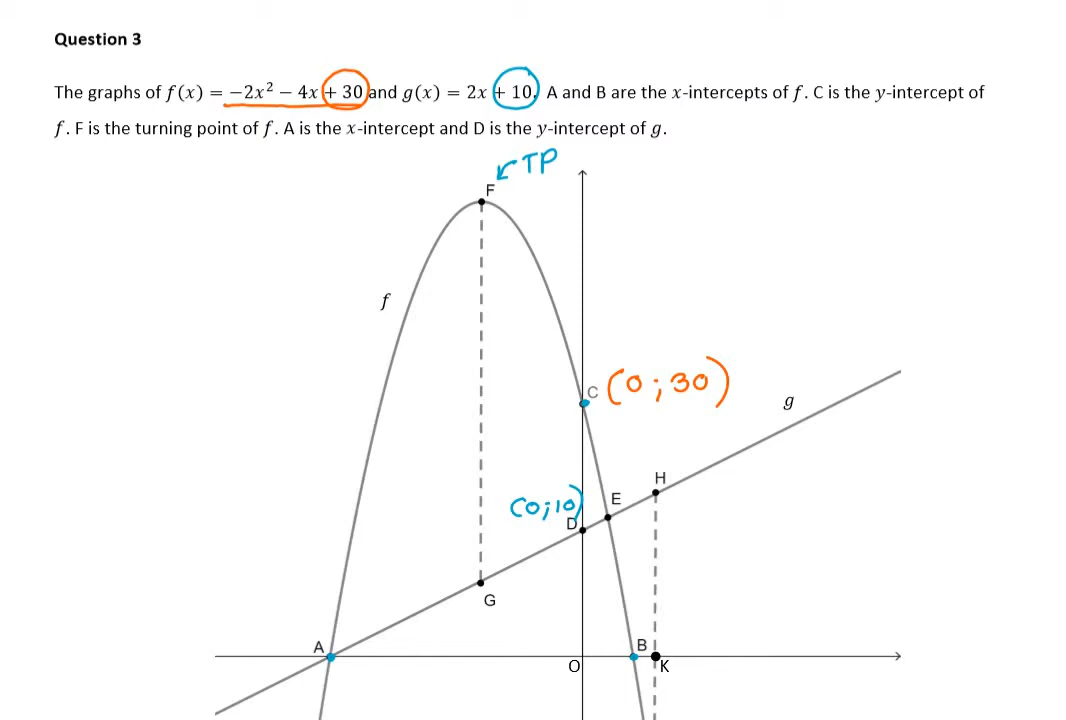 Question 3
The graphs of f(x) = −2x² − 4x + 30 and g(x) = 2x + 10. A and B are the x-intercepts of f. C is the y-intercept of
f. F is the turning point of f. A is the x-intercept and D is the y-intercept of g.
TP
F
f
C (0;30)
g
H
E
(0;10)
D
G
A
B
O
K